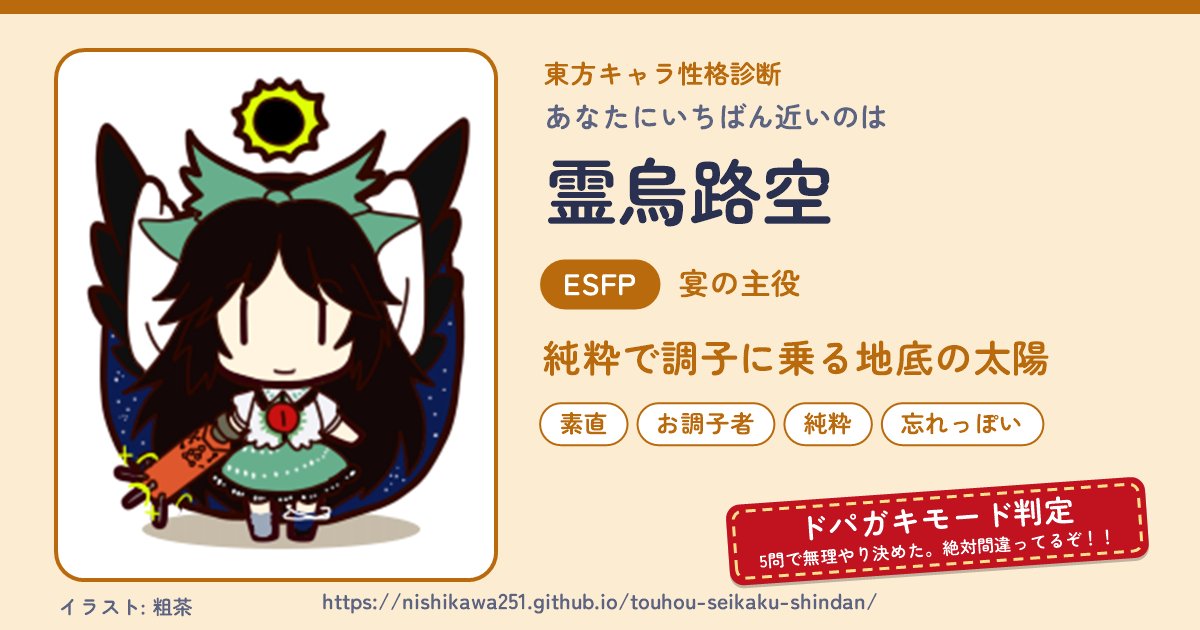 東方キャラ性格診断
あなたにいちばん近いのは
霊烏路空
ESFP 宴の主役
純粋で調子に乗る地底の太陽
素直 お調子者 純粋 忘れっぽい
ドパガキモード判定
5問で無理やり決めた。絶対間違ってるぞ！！
イラスト: 粗茶
https://nishikawa251.github.io/touhou-seikaku-shindan/